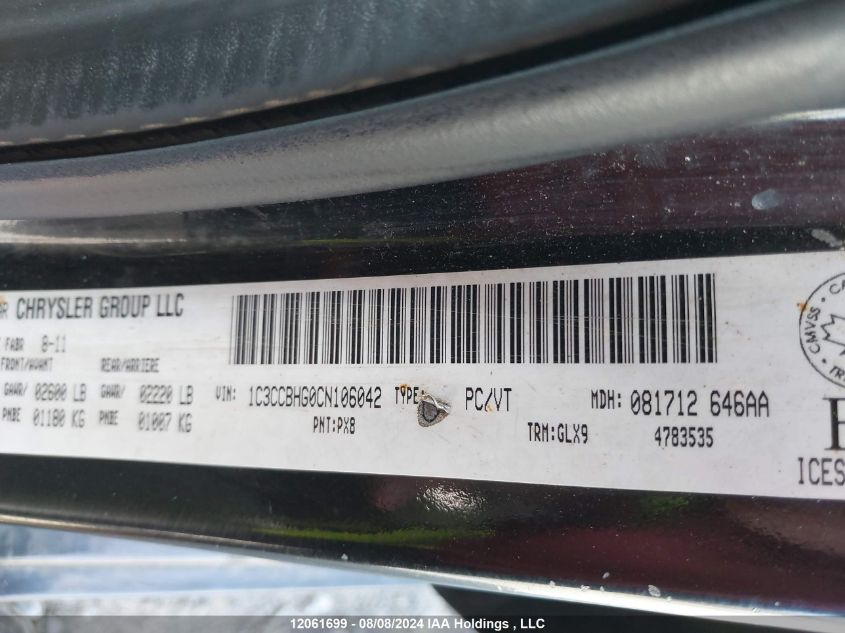 CHRYSLER GROUP LLC
FABR 8-11
FRONT/AVANT REAR/ARRIERE
GAWR/ 02600 LB GAWR/ 02220 LB
PNBE 01180 KG PNBE 01007 KG
VIN: 1C3CCBHG0CN106042 TYPE PC/VT MDH: 081712 646AA
PNT:PX8 TRM:GLX9 4783535
CMVSS
ICES
12061699 - 08/08/2024 IAA Holdings , LLC